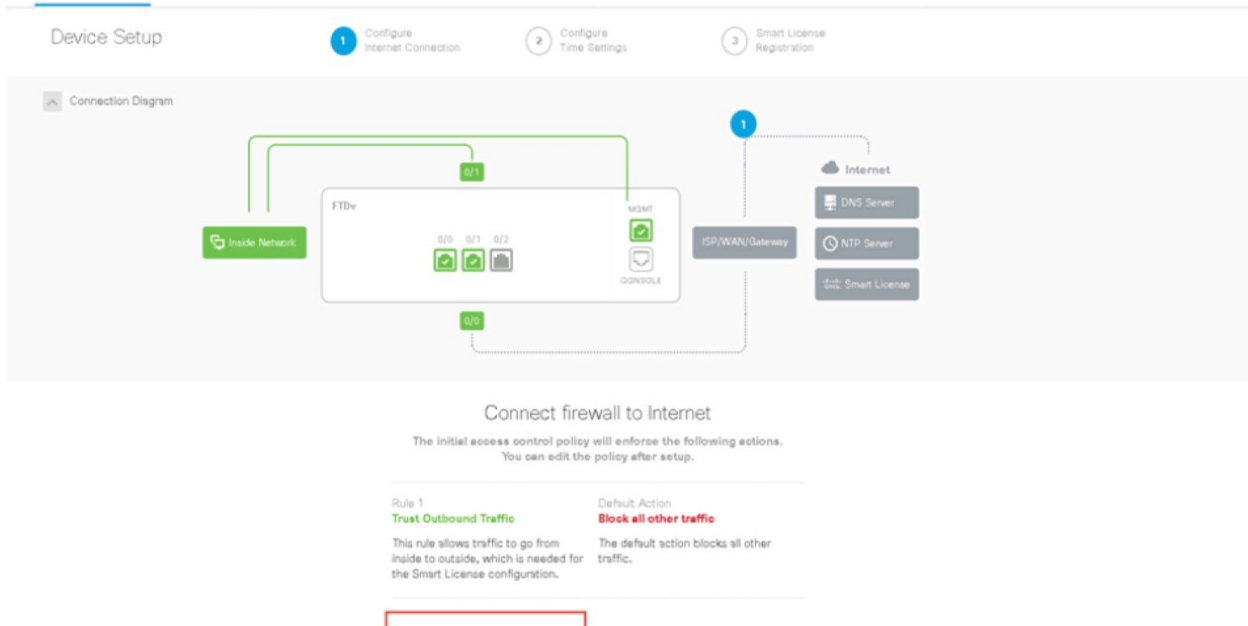 Device Setup
1
Configure
Internet Connection
2
Configure
Time Settings
3
Smart License
Registration
Connection Diagram
1
0/1
Internet
FTDv
MGMT
DNS Server
Inside Network
0/0 0/1 0/2
ISP/WAN/Gateway
NTP Server
CONSOLE
Smart License
0/0
Connect firewall to Internet
The initial access control policy will enforce the following actions.
You can edit the policy after setup.
Rule 1
Trust Outbound Traffic
This rule allows traffic to go from
inside to outside, which is needed for
the Smart License configuration.
Default Action
Block all other traffic
The default action blocks all other
traffic.